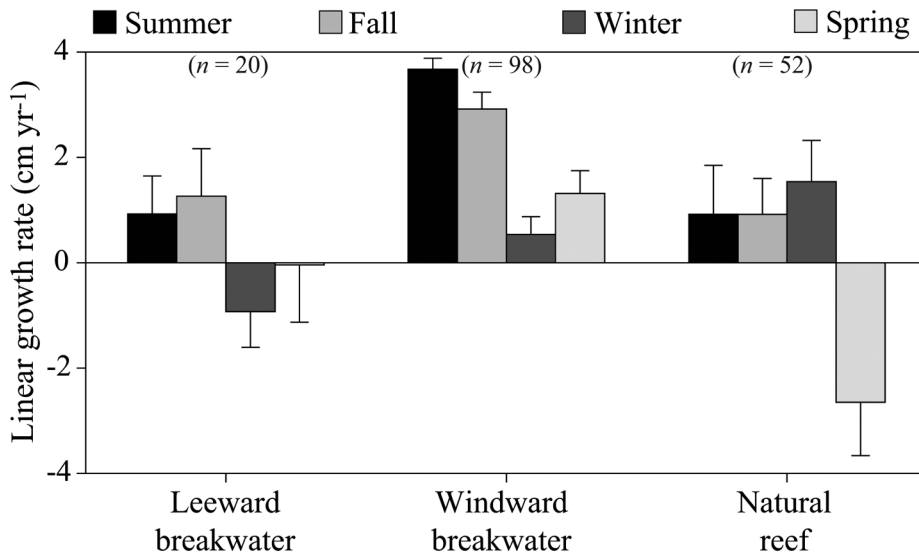 Summer Fall Winter Spring
Linear growth rate (cm yr⁻¹)
4
2
0
-2
-4
(n = 20) (n = 98) (n = 52)
Leeward breakwater
Windward breakwater
Natural reef